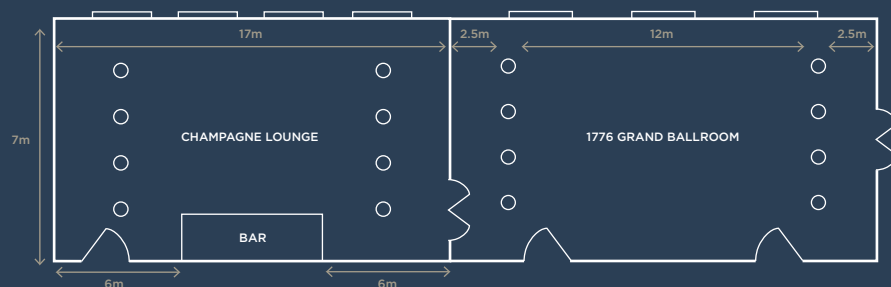 17m
2.5m
12m
2.5m
7m
CHAMPAGNE LOUNGE
1776 GRAND BALLROOM
BAR
6m
6m